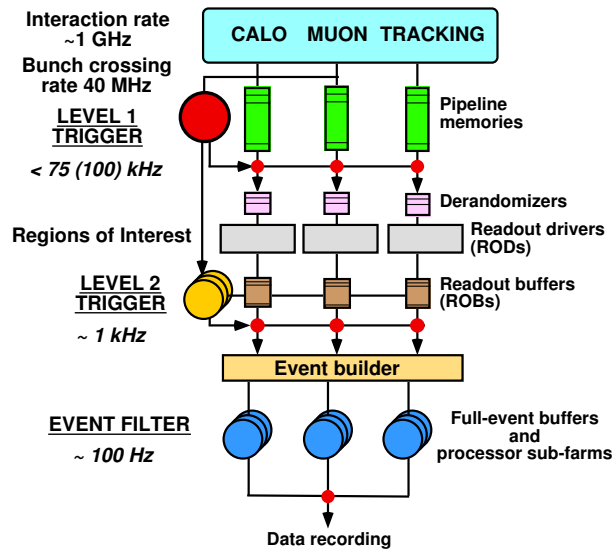 Interaction rate
~1 GHz
CALO MUON TRACKING
Bunch crossing
rate 40 MHz
LEVEL 1
TRIGGER
< 75 (100) kHz
Pipeline
memories
Derandomizers
Regions of Interest
Readout drivers
(RODs)
LEVEL 2
TRIGGER
~ 1 kHz
Readout buffers
(ROBs)
Event builder
EVENT FILTER
~ 100 Hz
Full-event buffers
and
processor sub-farms
Data recording